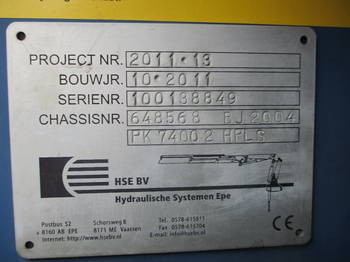 PROJECT NR. 2011-13
BOUWJR. 10-2011
SERIENR. 100138849
CHASSISNR. 648568 BJ.2004
PK 74002 HPLS
HSE BV
Hydraulische Systemen Epe
Postbus 52 Schorsweg 8 Tel. 0578-615911
8160 AB EPE 8171 ME Vaassen Fax 0578-615704
Internet: http://www.hsebv.nl E-mail: info@hsebv.nl
CE